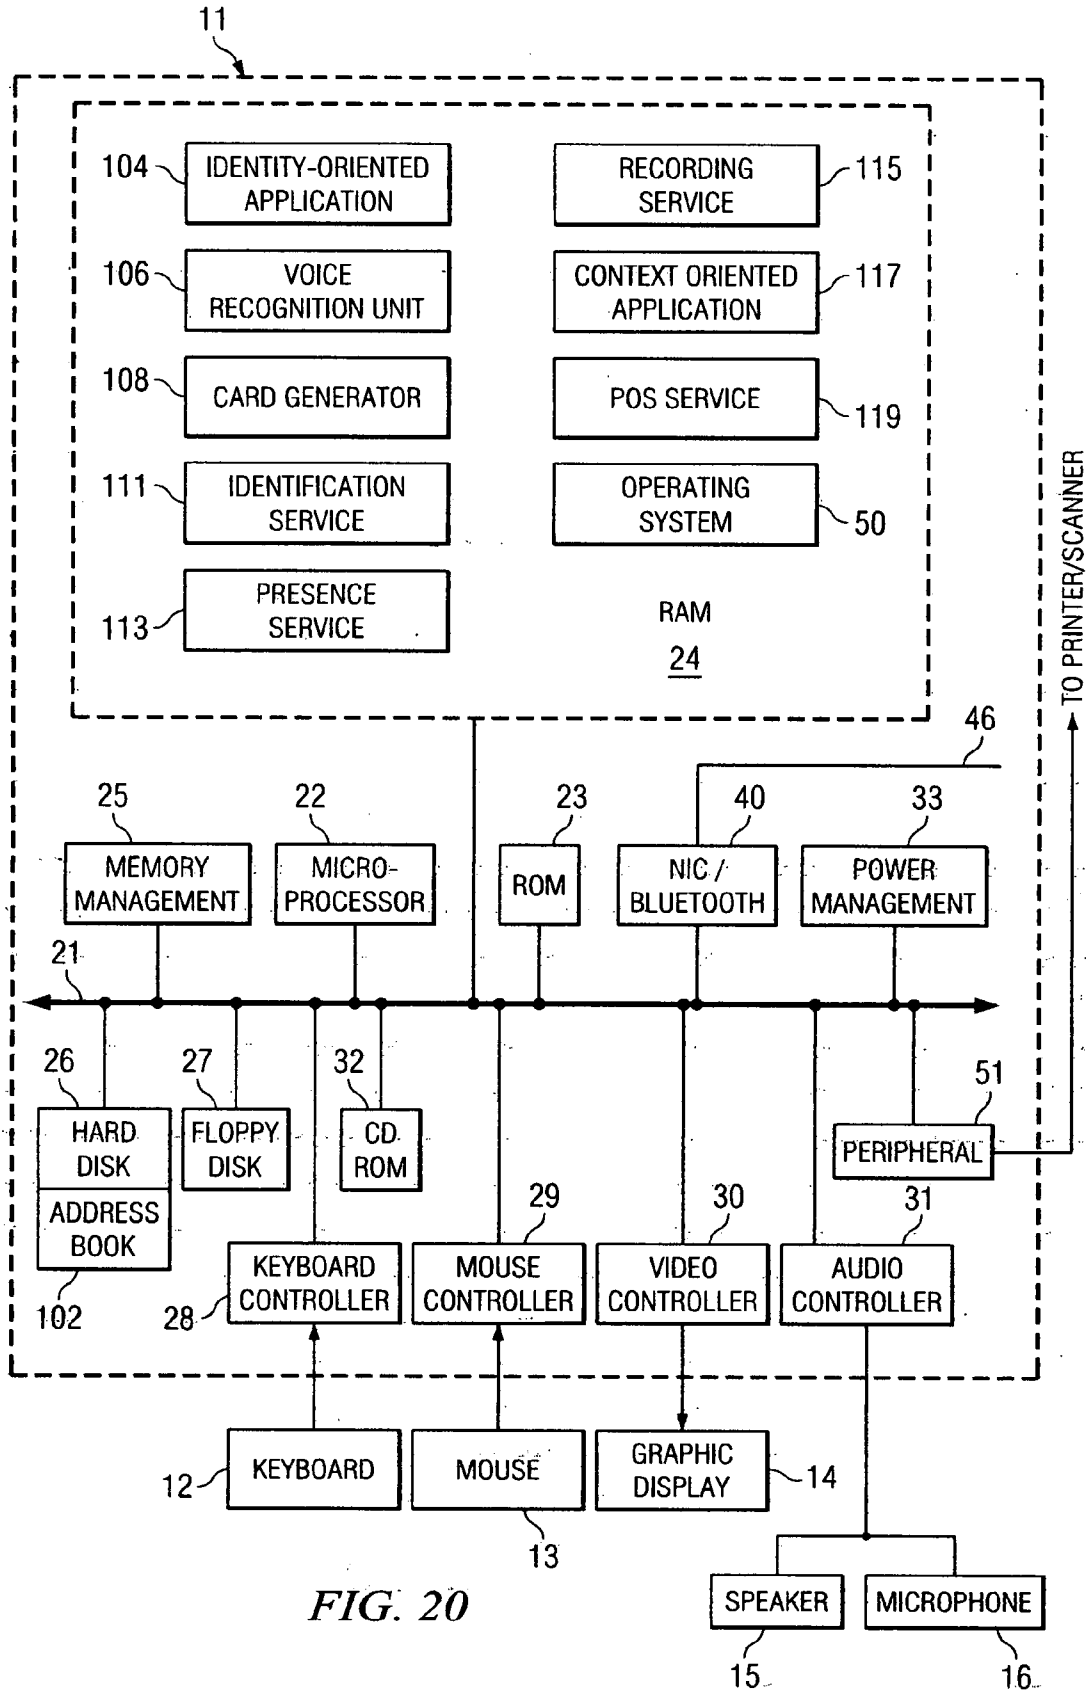 11
104
IDENTITY-ORIENTED
APPLICATION
RECORDING
SERVICE
115
106
VOICE
RECOGNITION UNIT
CONTEXT ORIENTED
APPLICATION
117
108
CARD GENERATOR
POS SERVICE
119
111
IDENTIFICATION
SERVICE
OPERATING
SYSTEM
50
113
PRESENCE
SERVICE
RAM
24
TO PRINTER/SCANNER
46
25
22
23
40
33
MEMORY
MANAGEMENT
MICRO-
PROCESSOR
ROM
NIC /
BLUETOOTH
POWER
MANAGEMENT
21
26
27
32
51
HARD
DISK
FLOPPY
DISK
CD
ROM
PERIPHERAL
ADDRESS
BOOK
102
29
30
31
KEYBOARD
CONTROLLER
28
MOUSE
CONTROLLER
VIDEO
CONTROLLER
AUDIO
CONTROLLER
12
KEYBOARD
MOUSE
13
GRAPHIC
DISPLAY
14
SPEAKER
15
MICROPHONE
16
FIG. 20